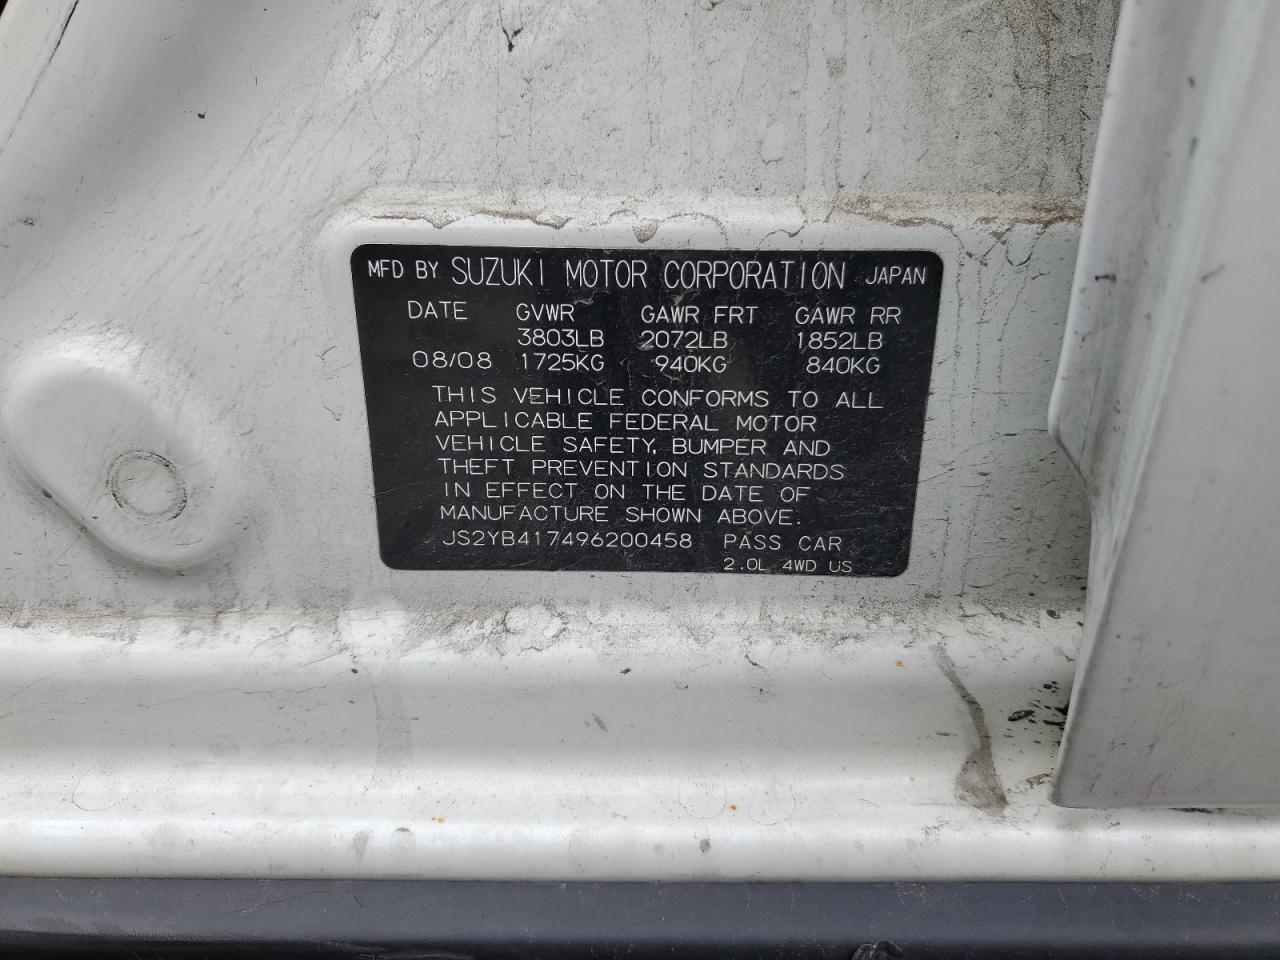 MFD BY SUZUKI MOTOR CORPORATION JAPAN
DATE GVWR GAWR FRT GAWR RR
3803LB 2072LB 1852LB
08/08 1725KG 940KG 840KG
THIS VEHICLE CONFORMS TO ALL
APPLICABLE FEDERAL MOTOR
VEHICLE SAFETY, BUMPER AND
THEFT PREVENTION STANDARDS
IN EFFECT ON THE DATE OF
MANUFACTURE SHOWN ABOVE.
JS2YB417496200458 PASS CAR
2.0L 4WD US